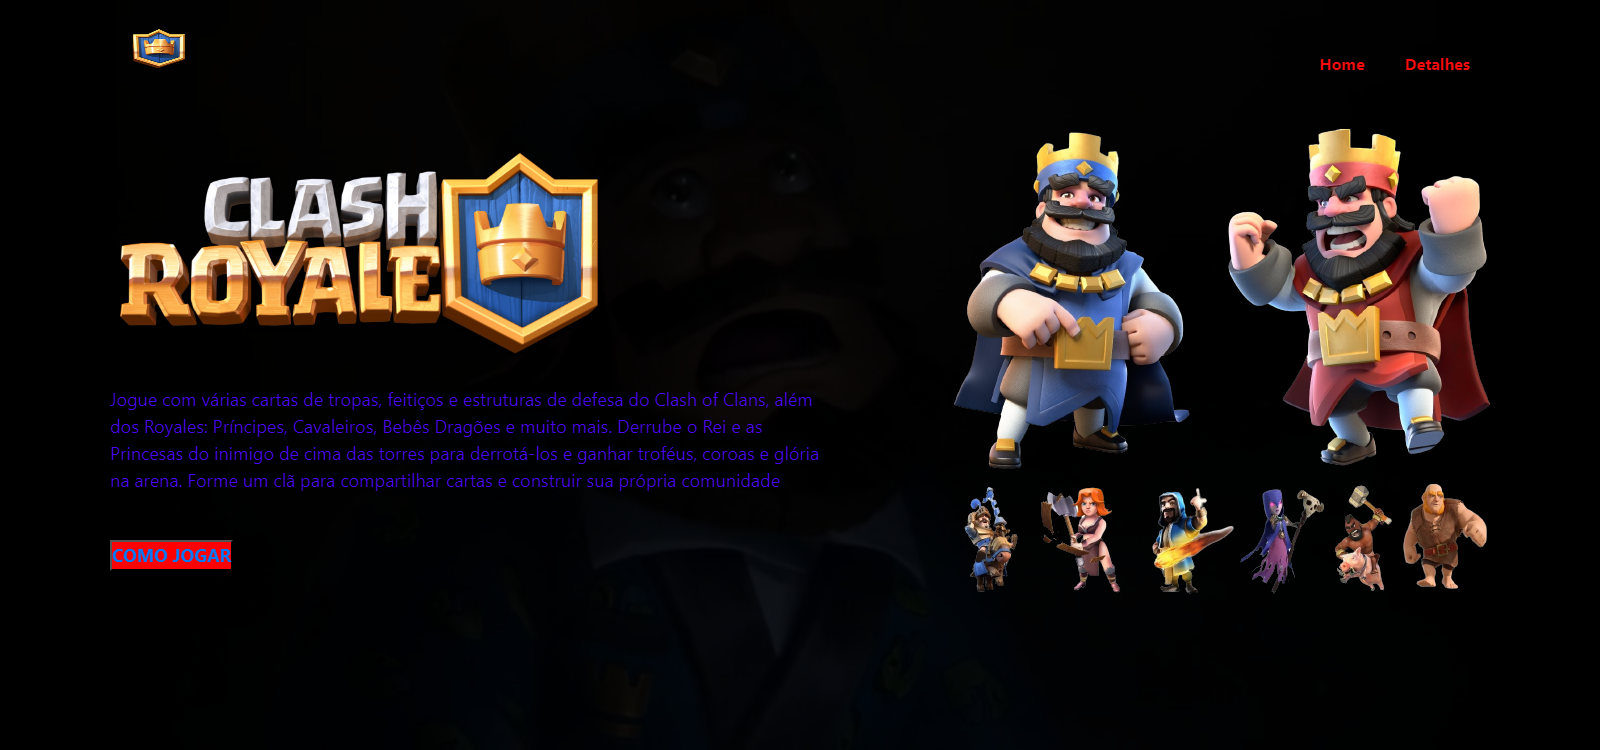 Home Detalhes
CLASH
ROYALE
Jogue com várias cartas de tropas, feitiços e estruturas de defesa do Clash of Clans, além
dos Royales: Príncipes, Cavaleiros, Bebês Dragões e muito mais. Derrube o Rei e as
Princesas do inimigo de cima das torres para derrotá-los e ganhar troféus, coroas e glória
na arena. Forme um clã para compartilhar cartas e construir sua própria comunidade
COMO JOGAR